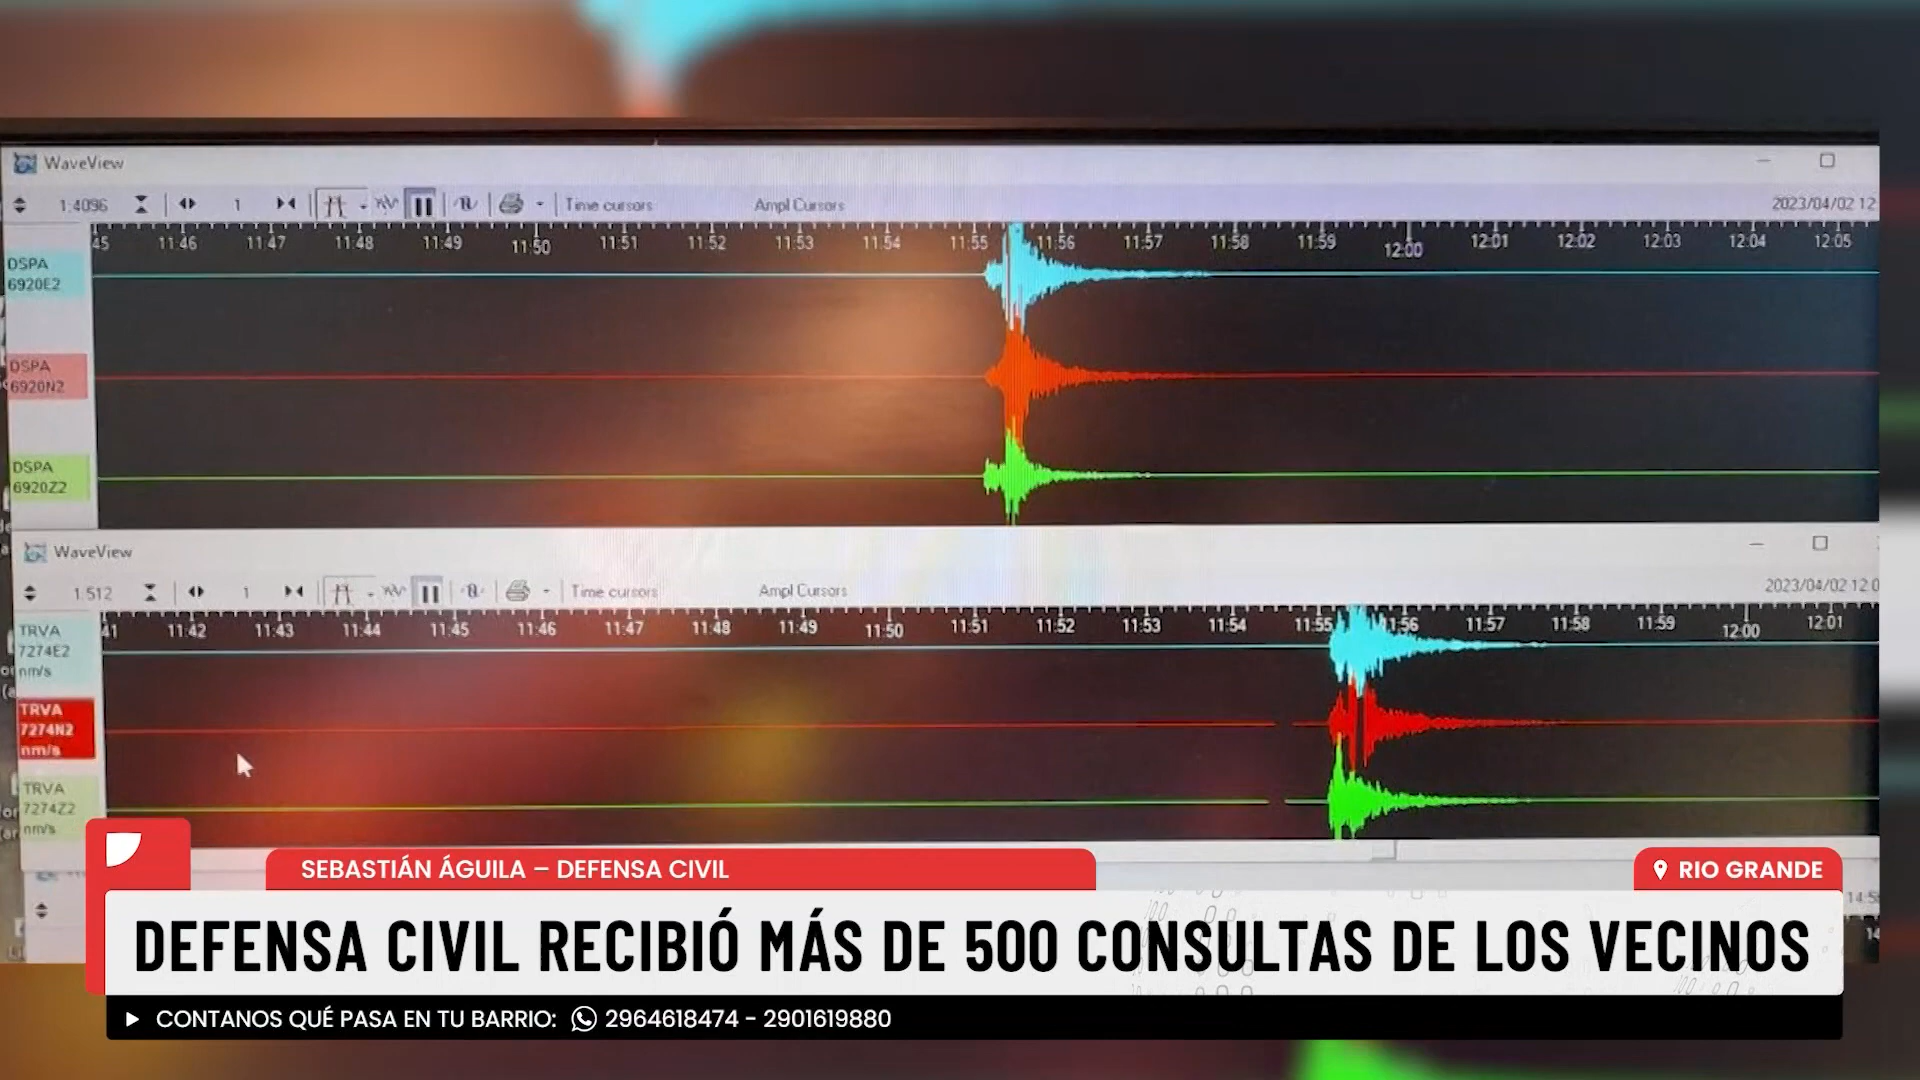 WaveView
1:4096 1 Time cursors Ampl Cursors 2023/04/02 12
45 11:46 11:47 11:48 11:49 11:50 11:51 11:52 11:53 11:54 11:55 11:56 11:57 11:58 11:59 12:00 12:01 12:02 12:03 12:04 12:05
DSPA
6920E2
DSPA
6920N2
DSPA
6920Z2
WaveView
1:512 1 Time cursors Ampl Cursors 2023/04/02 12:0
41 11:42 11:43 11:44 11:45 11:46 11:47 11:48 11:49 11:50 11:51 11:52 11:53 11:54 11:55 11:56 11:57 11:58 11:59 12:00 12:01
TRVA
7274E2
nm/s
TRVA
7274N2
nm/s
TRVA
7274Z2
nm/s
SEBASTIÁN ÁGUILA – DEFENSA CIVIL
RIO GRANDE
DEFENSA CIVIL RECIBIÓ MÁS DE 500 CONSULTAS DE LOS VECINOS
CONTANOS QUÉ PASA EN TU BARRIO: 2964618474 - 2901619880